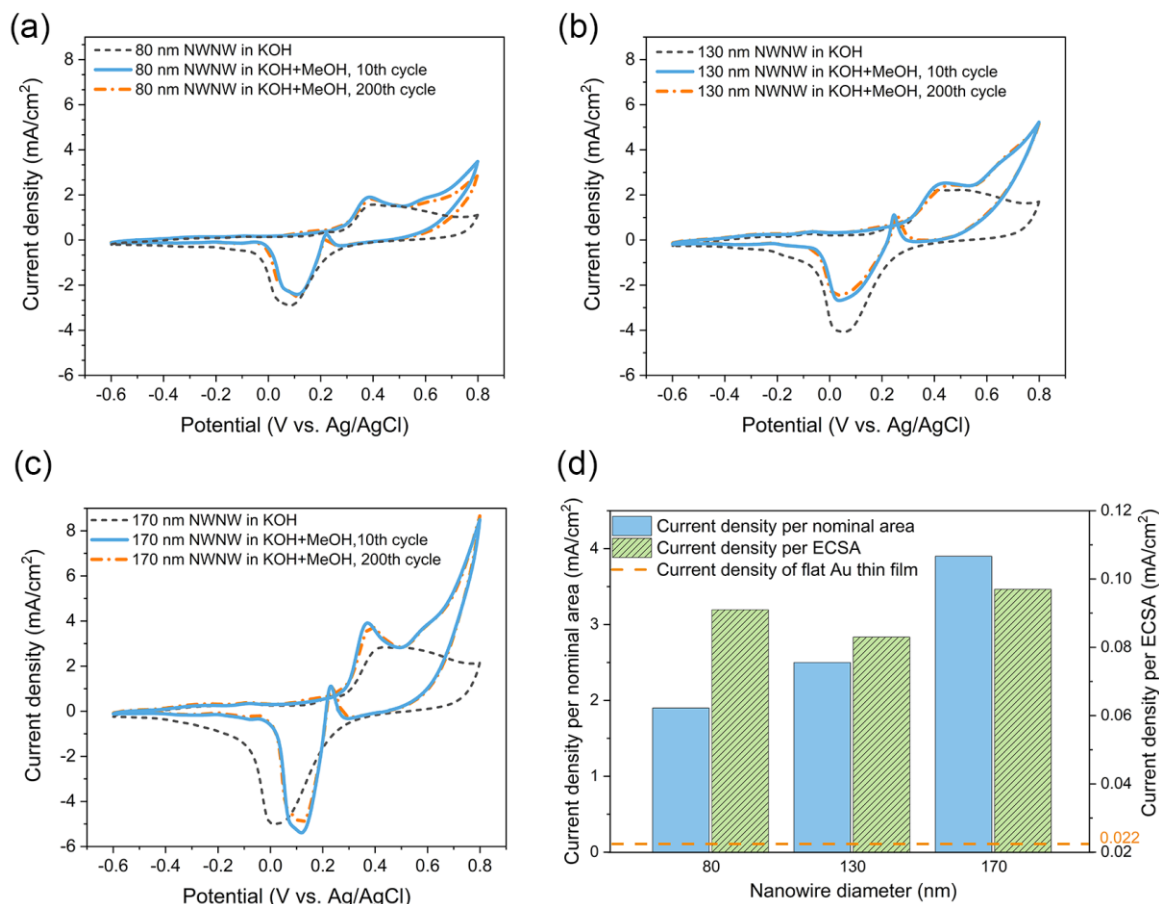 (a)
80 nm NWNW in KOH
80 nm NWNW in KOH+MeOH, 10th cycle
80 nm NWNW in KOH+MeOH, 200th cycle
Current density (mA/cm2)
8
6
4
2
0
-2
-4
-6
-0.6 -0.4 -0.2 0.0 0.2 0.4 0.6 0.8
Potential (V vs. Ag/AgCl)
(b)
130 nm NWNW in KOH
130 nm NWNW in KOH+MeOH, 10th cycle
130 nm NWNW in KOH+MeOH, 200th cycle
Current density (mA/cm2)
8
6
4
2
0
-2
-4
-6
-0.6 -0.4 -0.2 0.0 0.2 0.4 0.6 0.8
Potential (V vs. Ag/AgCl)
(c)
170 nm NWNW in KOH
170 nm NWNW in KOH+MeOH,10th cycle
170 nm NWNW in KOH+MeOH, 200th cycle
Current density (mA/cm2)
8
6
4
2
0
-2
-4
-6
-0.6 -0.4 -0.2 0.0 0.2 0.4 0.6 0.8
Potential (V vs. Ag/AgCl)
(d)
Current density per nominal area
Current density per ECSA
Current density of flat Au thin film
Current density per nominal area (mA/cm2)
4
3
2
1
0
80 130 170
Nanowire diameter (nm)
0.12
0.10
0.08
0.06
0.04
0.022
0.02
Current density per ECSA (mA/cm2)